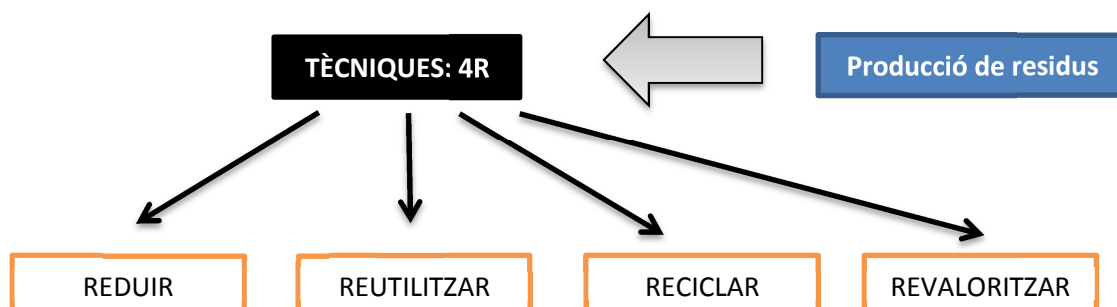 TÈCNIQUES: 4R
Producció de residus
REDUIR
REUTILITZAR
RECICLAR
REVALORITZAR